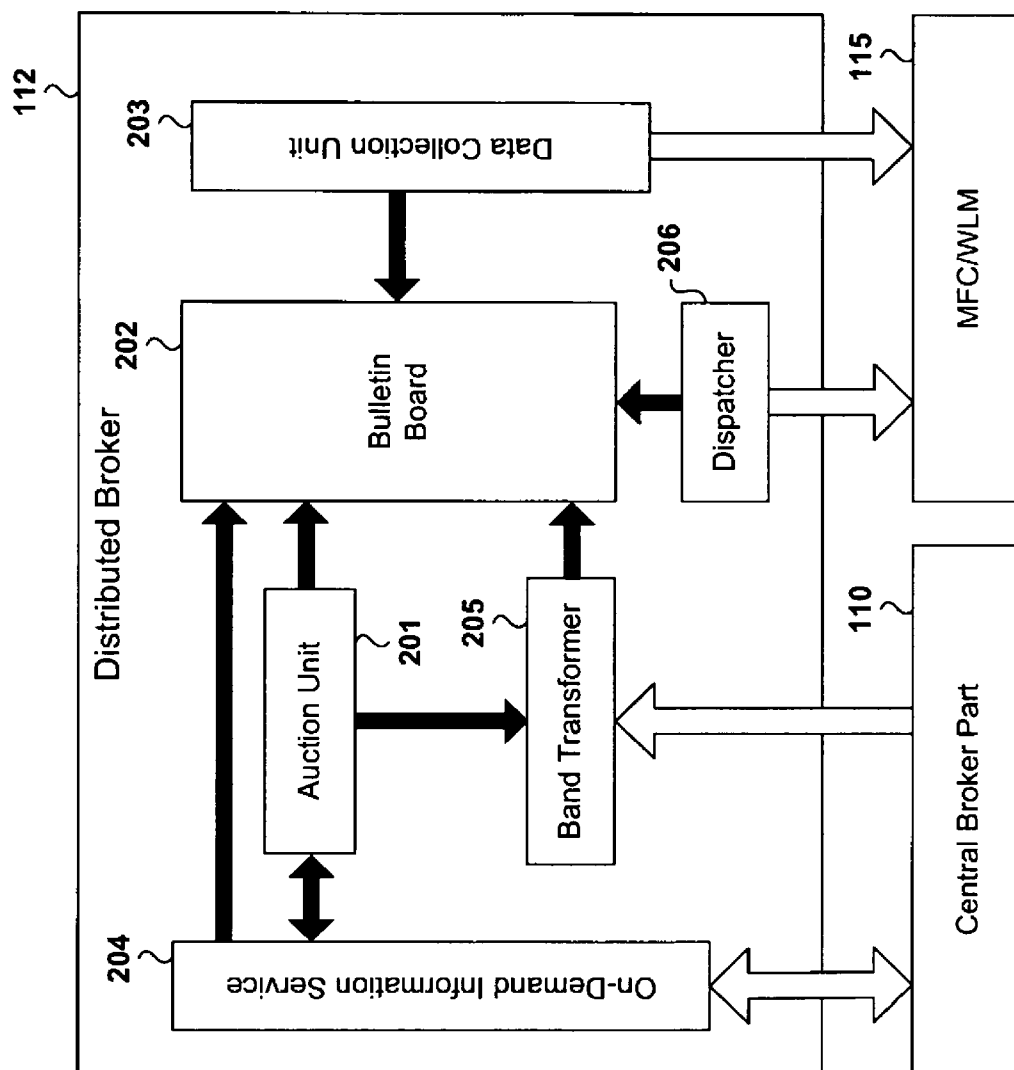 112
Distributed Broker
203
Data Collection Unit
202
Bulletin
Board
206
Dispatcher
201
Auction Unit
205
Band Transformer
204
On-Demand Information Service
115
MFC/WLM
110
Central Broker Part